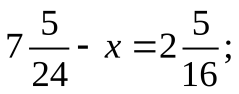 7 5/24 - x = 2 5/16;